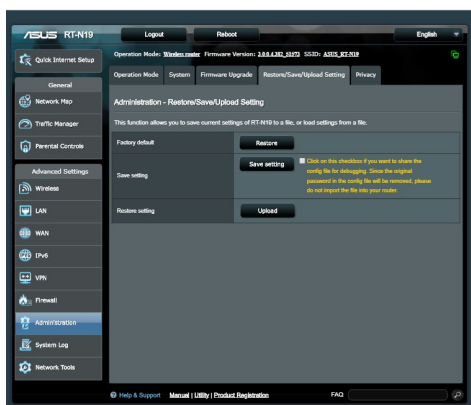 ASUS RT-N19 Logout Reboot English
Quick Internet Setup
Operation Mode: Wireless router Firmware Version: 3.0.0.4.382_51973 SSID: ASUS_RT-N19
Operation Mode System Firmware Upgrade Restore/Save/Upload Setting Privacy
General
Network Map
Traffic Manager
Parental Controls
Advanced Settings
Wireless
LAN
WAN
IPv6
VPN
Firewall
Administration
System Log
Network Tools
Administration - Restore/Save/Upload Setting
This function allows you to save current settings of RT-N19 to a file, or load settings from a file.
Factory default Restore
Save setting Save setting
Click on this checkbox if you want to share the
config file for debugging. Since the original
password in the config file will be removed, please
do not import the file into your router.
Restore setting Upload
Help & Support Manual | Utility | Product Registration FAQ